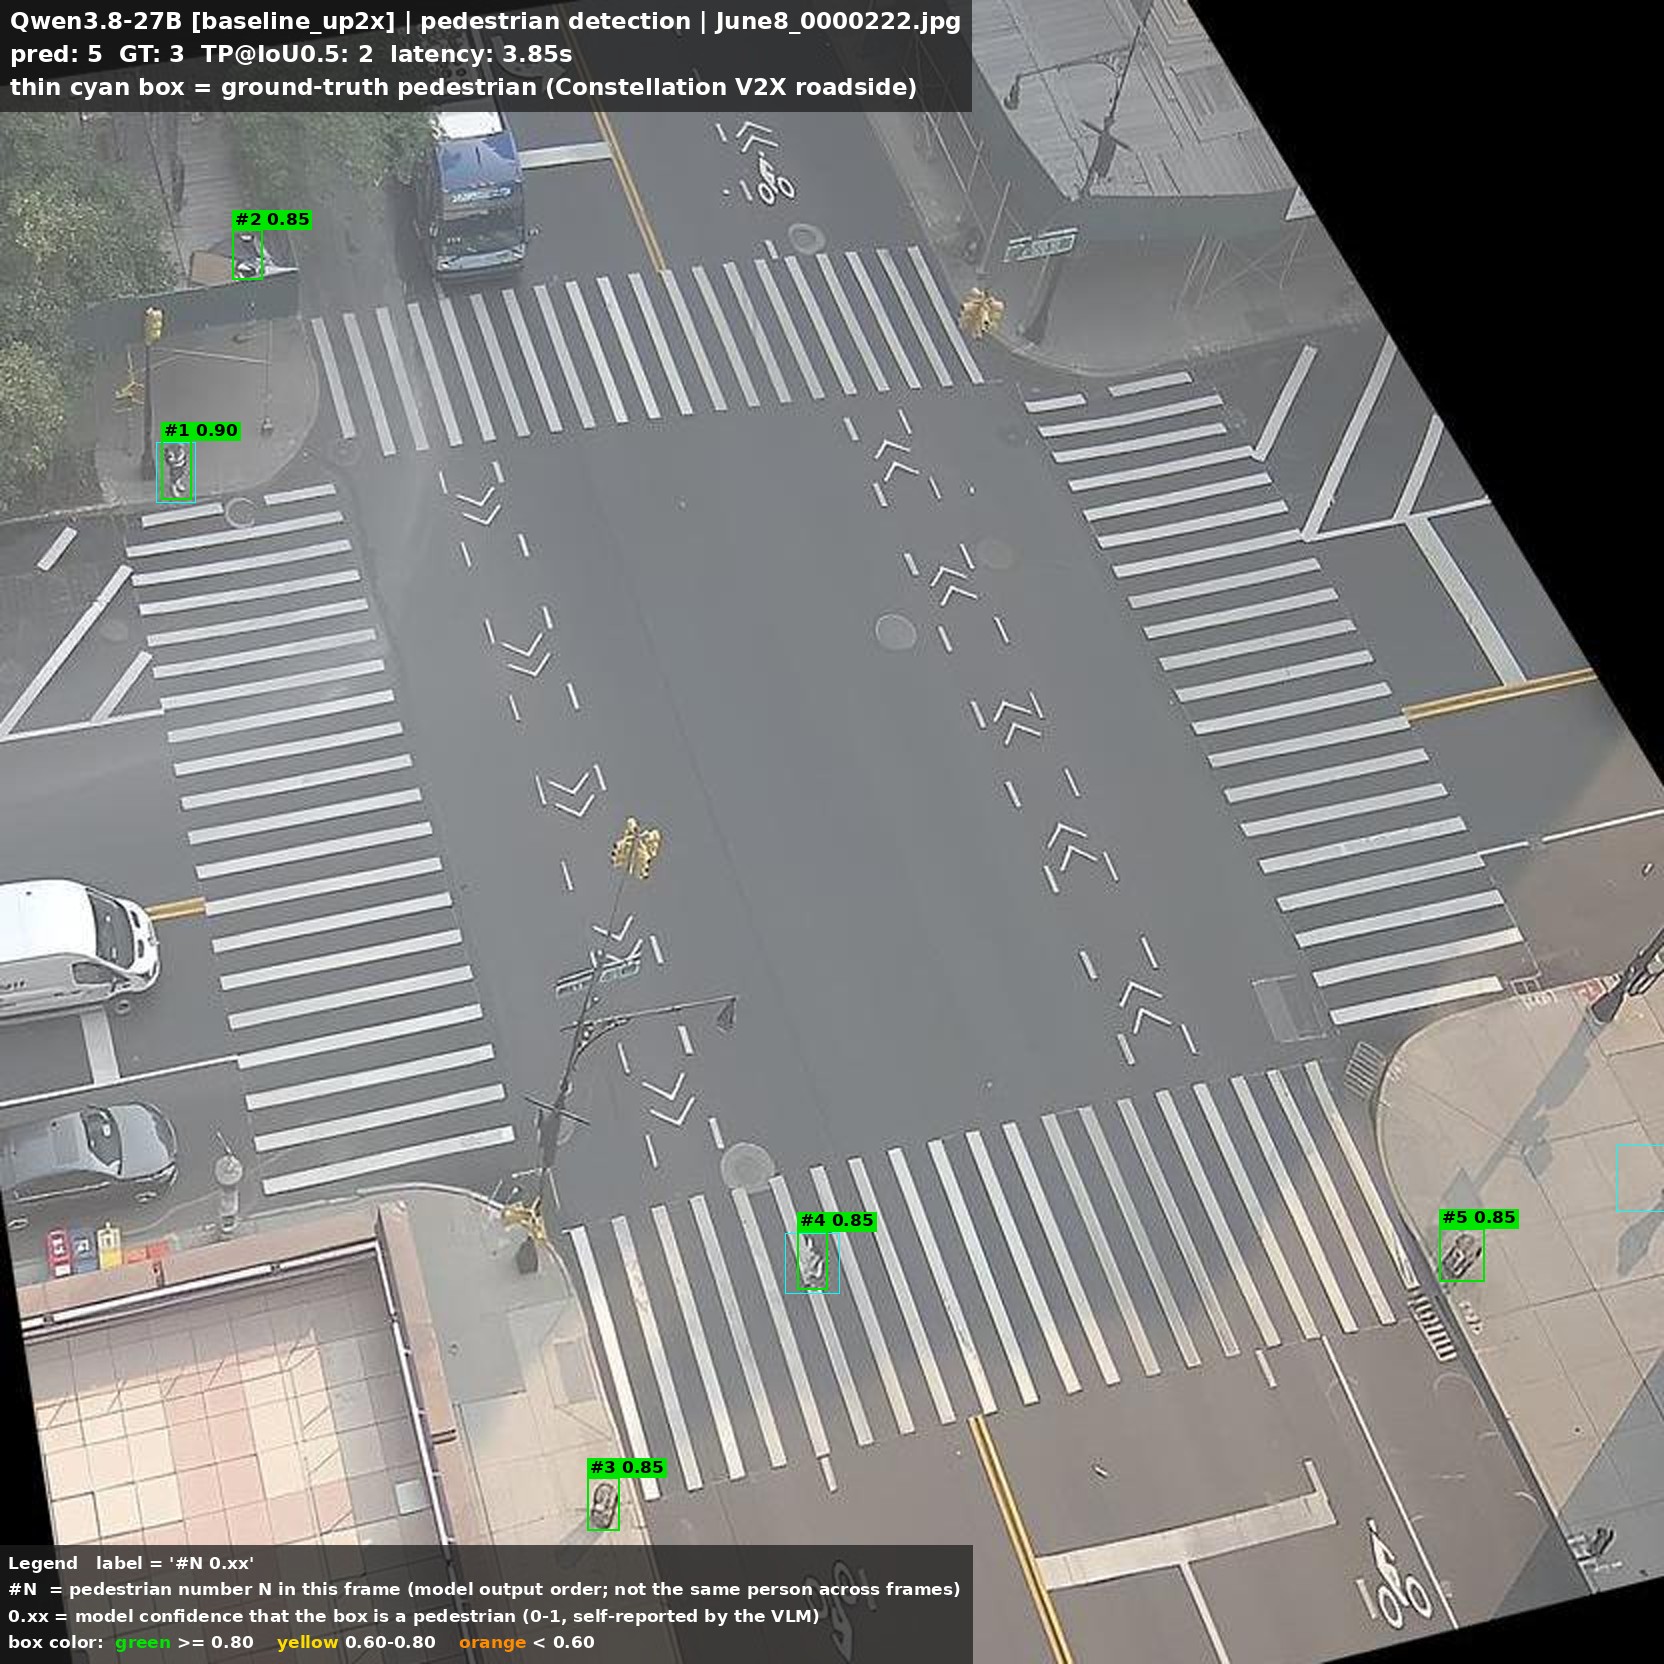 Qwen3.8-27B [baseline_up2x] | pedestrian detection | June8_0000222.jpg
pred: 5  GT: 3  TP@IoU0.5: 2  latency: 3.85s
thin cyan box = ground-truth pedestrian (Constellation V2X roadside)
#2 0.85
#1 0.90
#4 0.85
#5 0.85
#3 0.85
Legend   label = '#N 0.xx'
#N  = pedestrian number N in this frame (model output order; not the same person across frames)
0.xx = model confidence that the box is a pedestrian (0-1, self-reported by the VLM)
box color:  green >= 0.80    yellow 0.60-0.80    orange < 0.60